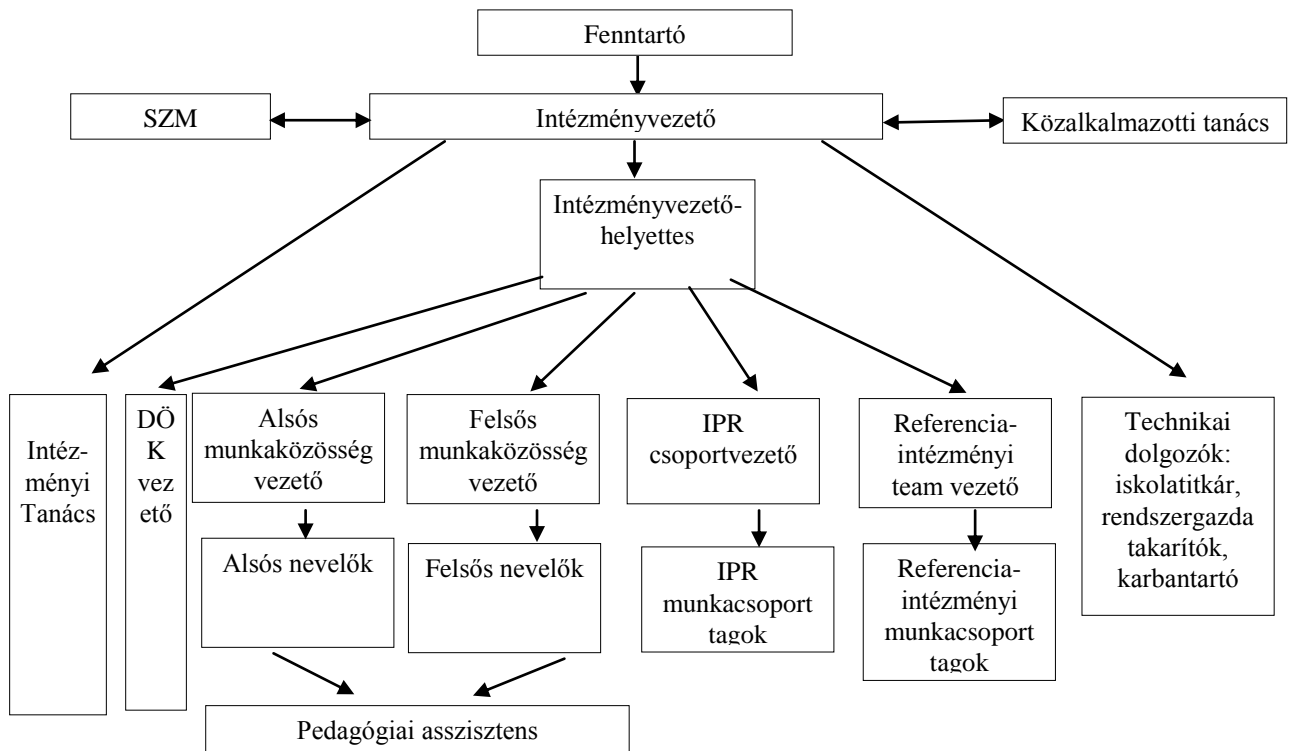 Fenntartó
SZM
Intézményvezető
Közalkalmazotti tanács
Intézményvezető-
helyettes
Intéz-
ményi
Tanács
DÖ
K
vez
ető
Alsós
munkaközösség
vezető
Felsős
munkaközösség
vezető
IPR
csoportvezető
Referencia-
intézményi
team vezető
Technikai
dolgozók:
iskolatitkár,
rendszergazda
takarítók,
karbantartó
Alsós nevelők
Felsős nevelők
IPR
munkacsoport
tagok
Referencia-
intézményi
munkacsoport
tagok
Pedagógiai asszisztens